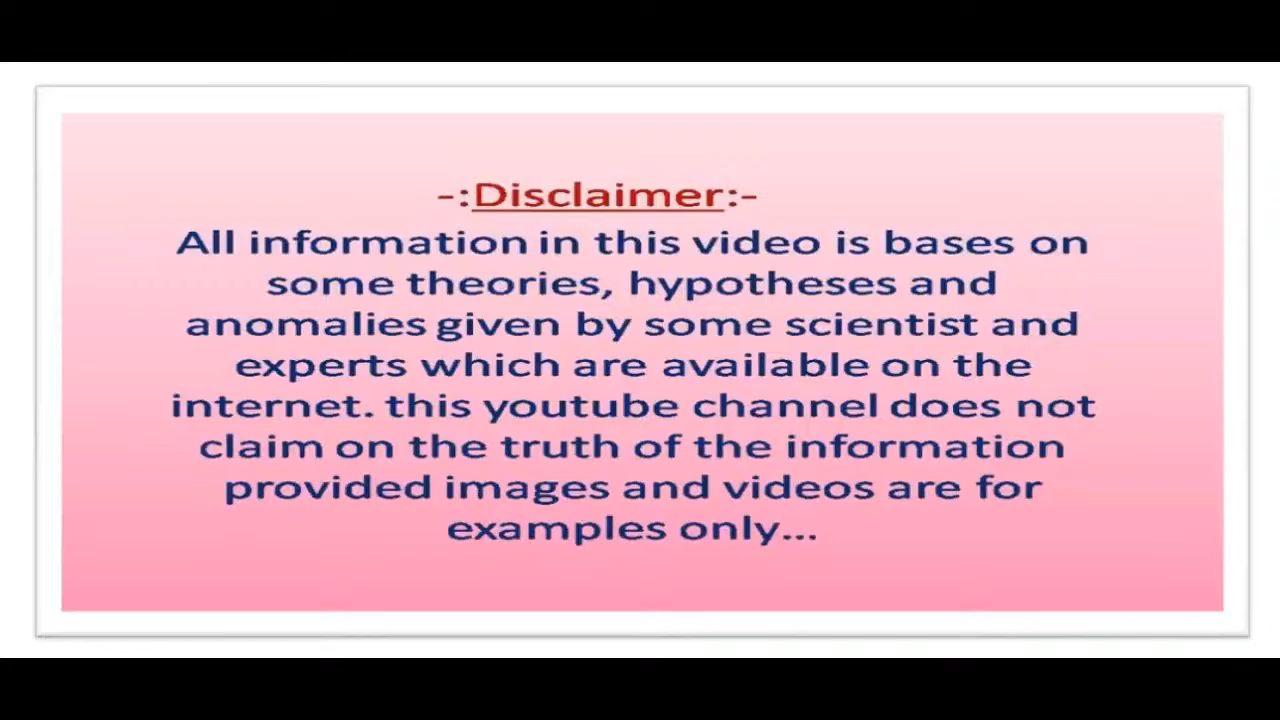 -:Disclaimer:-
All information in this video is bases on
some theories, hypotheses and
anomalies given by some scientist and
experts which are available on the
internet. this youtube channel does not
claim on the truth of the information
provided images and videos are for
examples only...